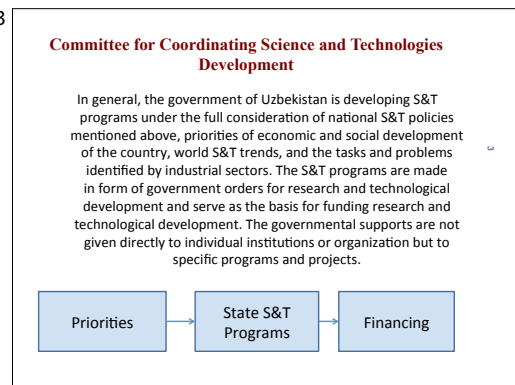 3
Committee for Coordinating Science and Technologies
Development
In general, the government of Uzbekistan is developing S&T
programs under the full consideration of national S&T policies
mentioned above, priorities of economic and social development
of the country, world S&T trends, and the tasks and problems
identified by industrial sectors. The S&T programs are made
in form of government orders for research and technological
development and serve as the basis for funding research and
technological development. The governmental supports are not
given directly to individual institutions or organization but to
specific programs and projects.
3
Priorities
State S&T
Programs
Financing